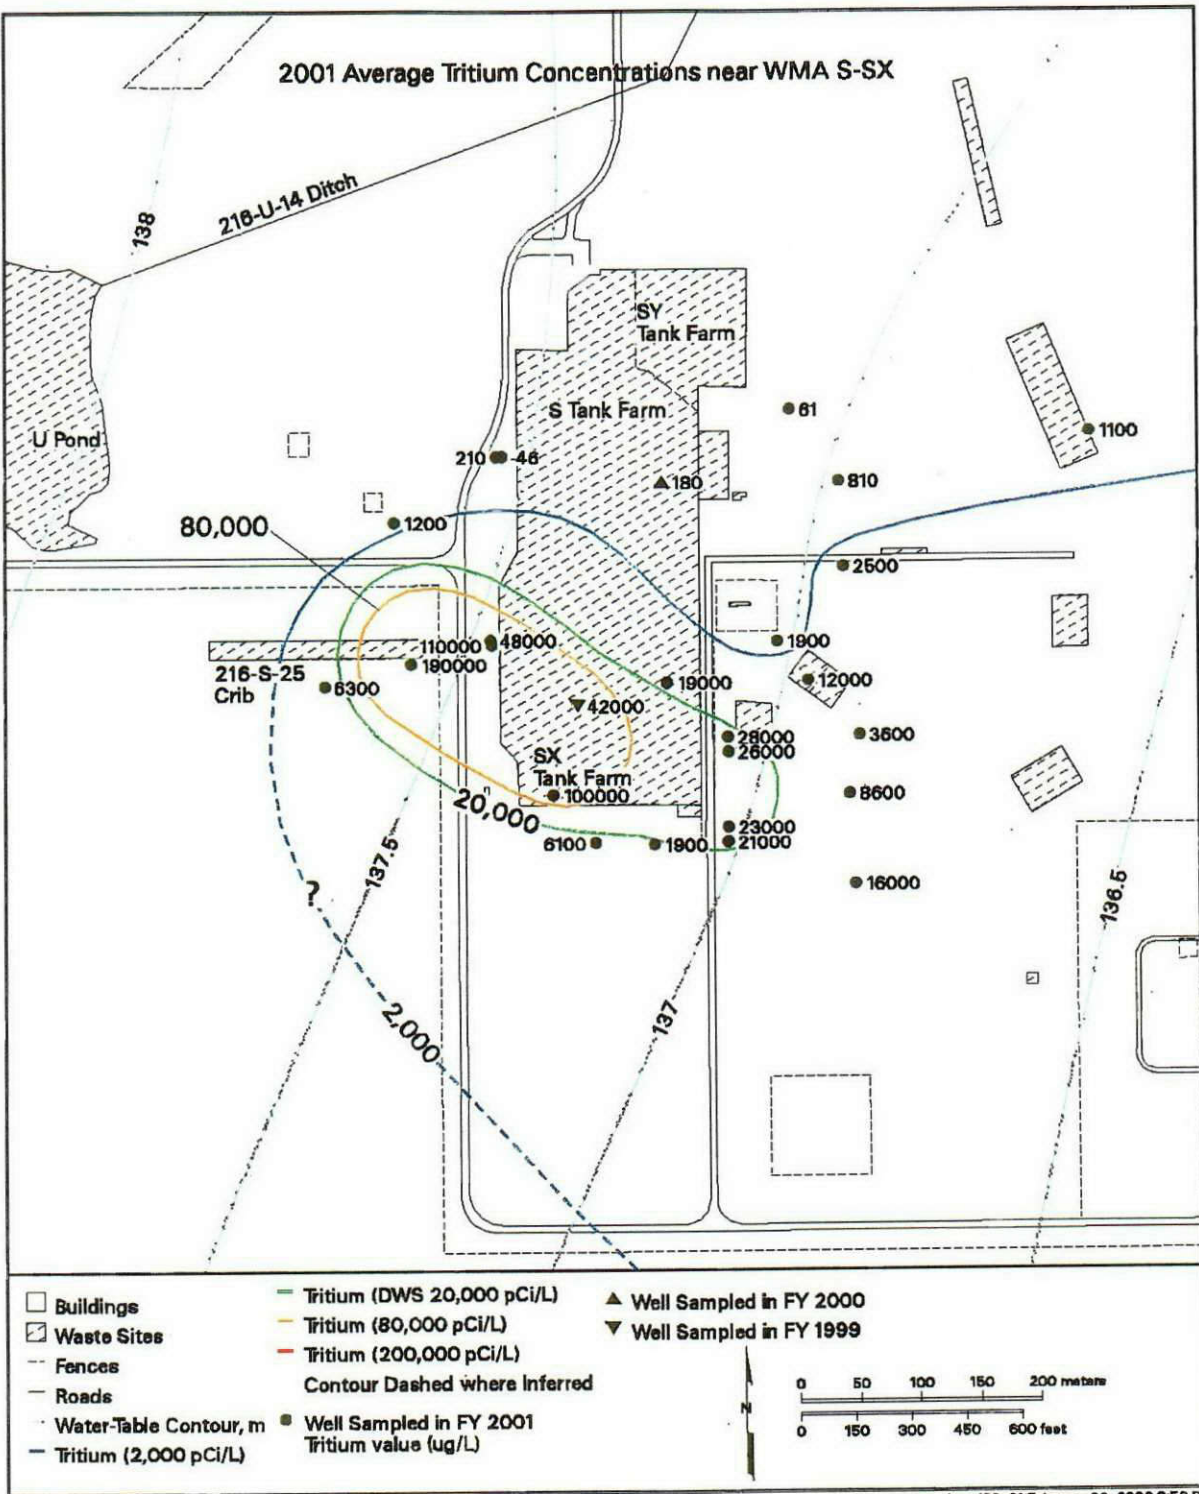 2001 Average Tritium Concentrations near WMA S-SX
216-U-14 Ditch
138
SY
Tank Farm
S Tank Farm
61
1100
U Pond
210
-46
180
810
80,000
1200
2500
110000
48000
1900
190000
216-S-25
Crib
6300
19000
12000
42000
28000
26000
3600
SX
Tank Farm
100000
8600
20,000
23000
21000
6100
1900
137.5
16000
136.5
?
137
2,000
Buildings
Waste Sites
Fences
Roads
Water-Table Contour, m
Tritium (2,000 pCi/L)
Tritium (DWS 20,000 pCi/L)
Tritium (80,000 pCi/L)
Tritium (200,000 pCi/L)
Contour Dashed where Inferred
Well Sampled in FY 2001
Tritium value (ug/L)
Well Sampled in FY 2000
Well Sampled in FY 1999
N
0 50 100 150 200 meters
0 150 300 450 600 feet